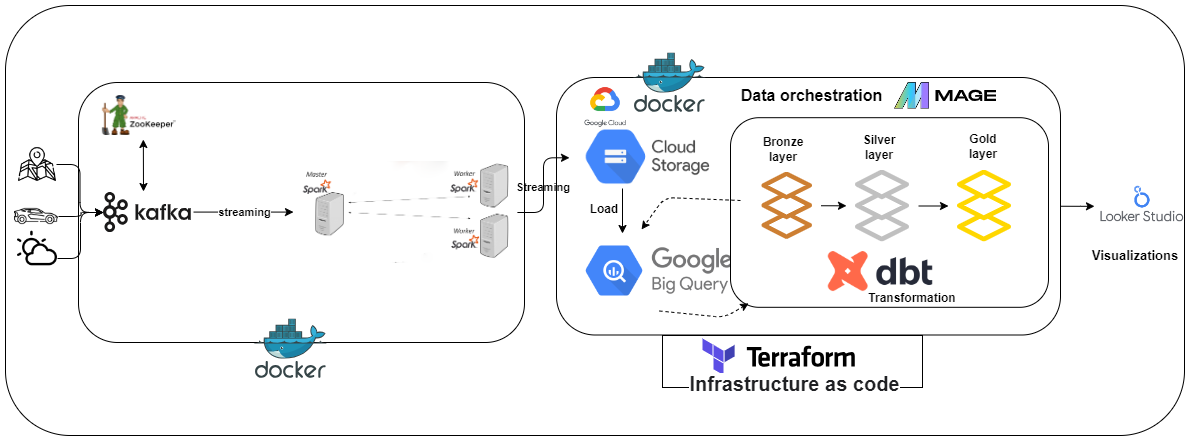 docker
Data orchestration
MAGE
Google Cloud
ZooKeeper
Cloud
Storage
Bronze
layer
Silver
layer
Gold
layer
Master
Spark
Worker
Spark
Streaming
kafka
streaming
Load
Worker
Spark
Looker Studio
Visualizations
Google
Big Query
dbt
Transformation
docker
Terraform
Infrastructure as code